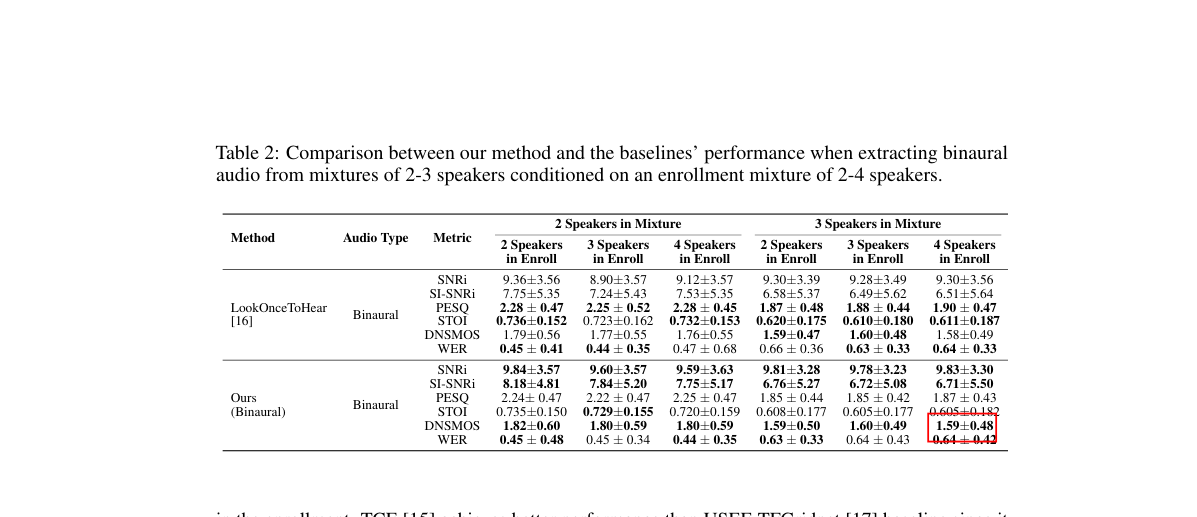 Table 2: Comparison between our method and the baselines' performance when extracting binaural
audio from mixtures of 2-3 speakers conditioned on an enrollment mixture of 2-4 speakers.
Method Audio Type Metric 2 Speakers in Mixture 3 Speakers in Mixture
2 Speakers in Enroll 3 Speakers in Enroll 4 Speakers in Enroll 2 Speakers in Enroll 3 Speakers in Enroll 4 Speakers in Enroll
LookOnceToHear [16] Binaural
SNRi 9.36±3.56 8.90±3.57 9.12±3.57 9.30±3.39 9.28±3.49 9.30±3.56
SI-SNRi 7.75±5.35 7.24±5.43 7.53±5.35 6.58±5.37 6.49±5.62 6.51±5.64
PESQ 2.28 ± 0.47 2.25 ± 0.52 2.28 ± 0.45 1.87 ± 0.48 1.88 ± 0.44 1.90 ± 0.47
STOI 0.736±0.152 0.723±0.162 0.732±0.153 0.620±0.175 0.610±0.180 0.611±0.187
DNSMOS 1.79±0.56 1.77±0.55 1.76±0.55 1.59±0.47 1.60±0.48 1.58±0.49
WER 0.45 ± 0.41 0.44 ± 0.35 0.47 ± 0.68 0.66 ± 0.36 0.63 ± 0.33 0.64 ± 0.33
Ours (Binaural) Binaural
SNRi 9.84±3.57 9.60±3.57 9.59±3.63 9.81±3.28 9.78±3.23 9.83±3.30
SI-SNRi 8.18±4.81 7.84±5.20 7.75±5.17 6.76±5.27 6.72±5.08 6.71±5.50
PESQ 2.24± 0.47 2.22 ± 0.47 2.25 ± 0.47 1.85 ± 0.44 1.85 ± 0.42 1.87 ± 0.43
STOI 0.735±0.150 0.729±0.155 0.720±0.159 0.608±0.177 0.605±0.177 0.605±0.182
DNSMOS 1.82±0.60 1.80±0.59 1.80±0.59 1.59±0.50 1.60±0.49 1.59±0.48
WER 0.45 ± 0.48 0.45 ± 0.34 0.44 ± 0.35 0.63 ± 0.33 0.64 ± 0.43 0.64 ± 0.42